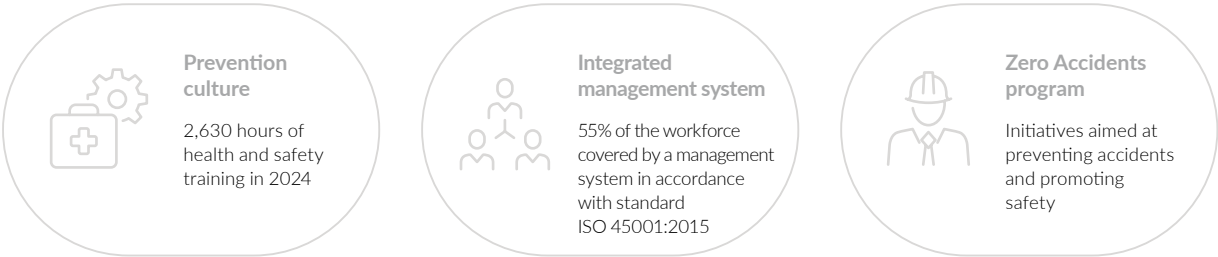 Prevention
culture
2,630 hours of
health and safety
training in 2024
Integrated
management system
55% of the workforce
covered by a management
system in accordance
with standard
ISO 45001:2015
Zero Accidents
program
Initiatives aimed at
preventing accidents
and promoting
safety